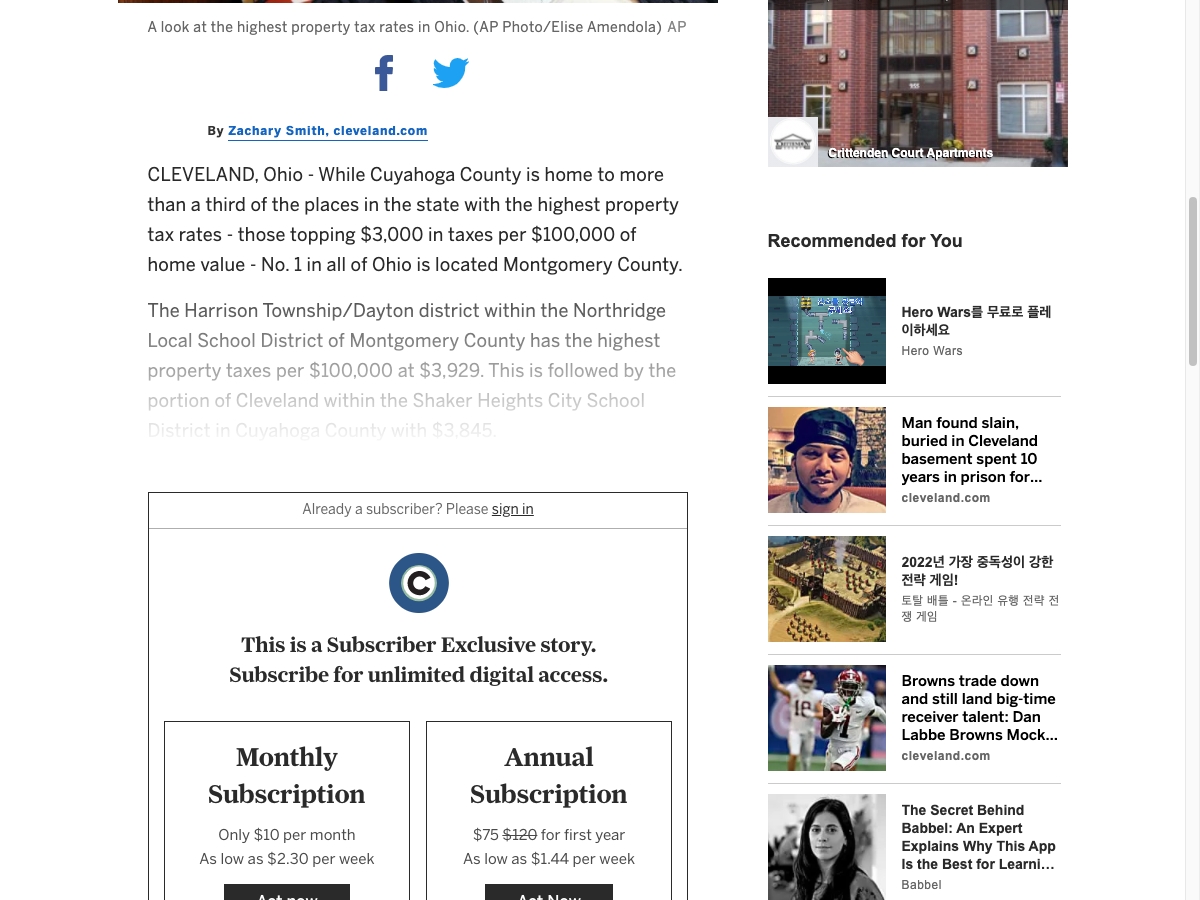 A look at the highest property tax rates in Ohio. (AP Photo/Elise Amendola) AP
By Zachary Smith, cleveland.com
CLEVELAND, Ohio - While Cuyahoga County is home to more
than a third of the places in the state with the highest property
tax rates - those topping $3,000 in taxes per $100,000 of
home value - No. 1 in all of Ohio is located Montgomery County.
The Harrison Township/Dayton district within the Northridge
Local School District of Montgomery County has the highest
property taxes per $100,000 at $3,929. This is followed by the
portion of Cleveland within the Shaker Heights City School
District in Cuyahoga County with $3,845.
Already a subscriber? Please sign in
C
This is a Subscriber Exclusive story.
Subscribe for unlimited digital access.
Monthly
Subscription
Only $10 per month
As low as $2.30 per week
Act now
Annual
Subscription
$75 $120 for first year
As low as $1.44 per week
Act Now
Crittenden Court Apartments
Recommended for You
Hero Wars를 무료로 플레
이하세요
Hero Wars
Man found slain,
buried in Cleveland
basement spent 10
years in prison for...
cleveland.com
2022년 가장 중독성이 강한
전략 게임!
토탈 배틀 - 온라인 유행 전략 전
쟁 게임
Browns trade down
and still land big-time
receiver talent: Dan
Labbe Browns Mock...
cleveland.com
The Secret Behind
Babbel: An Expert
Explains Why This App
Is the Best for Learni...
Babbel